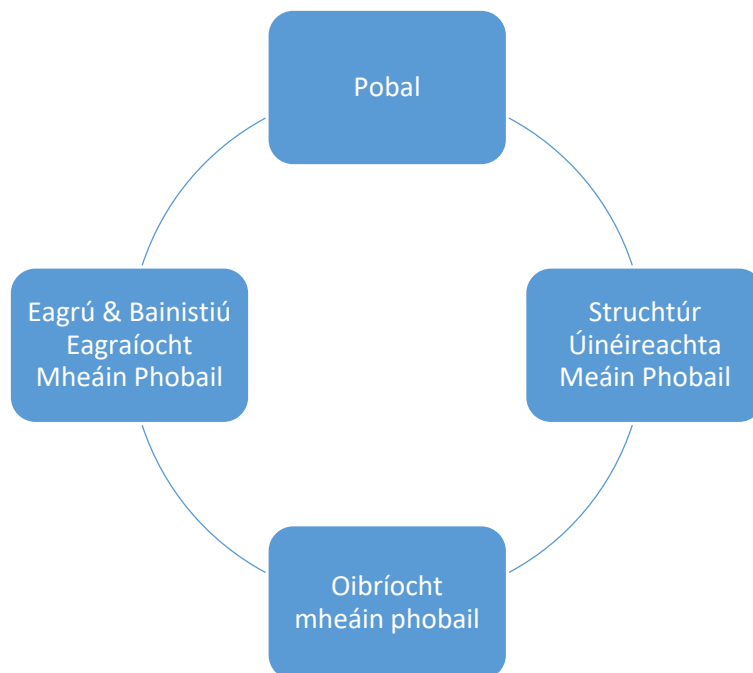 Pobal
Struchtúr
Úinéireachta
Meáin Phobail
Oibríocht
mheáin phobail
Eagrú & Bainistiú
Eagraíocht
Mheáin Phobail